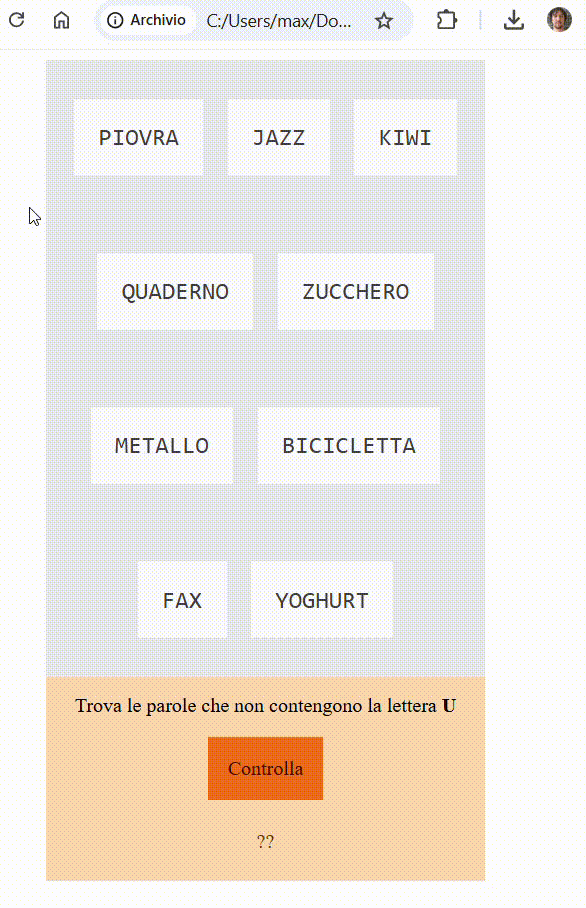 Archivio C:/Users/max/Do...
PIOVRA JAZZ KIWI
QUADERNO ZUCCHERO
METALLO BICICLETTA
FAX YOGHURT
Trova le parole che non contengono la lettera U
Controlla
??